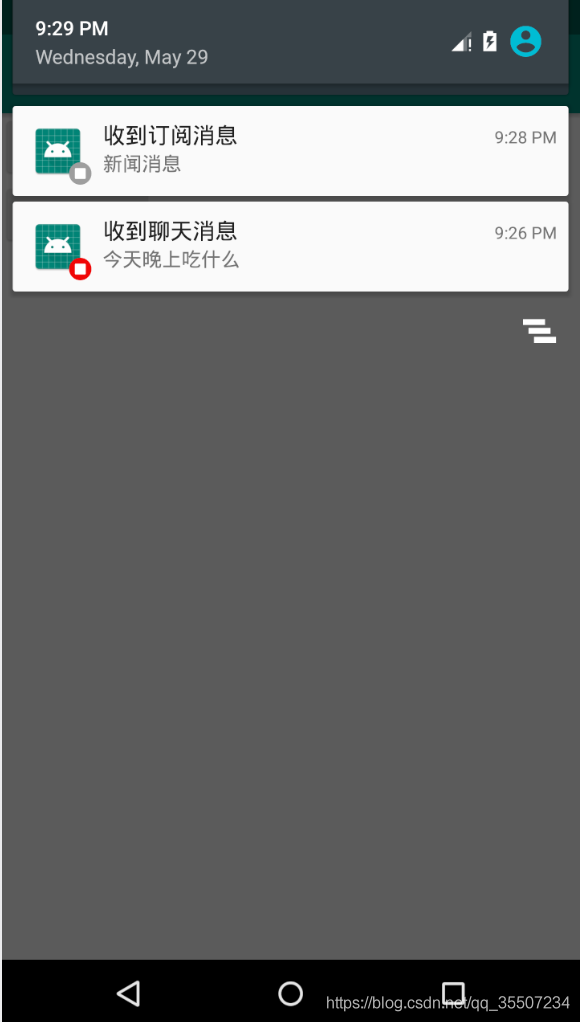 9:29 PM
Wednesday, May 29
收到订阅消息
9:28 PM
新闻消息
收到聊天消息
9:26 PM
今天晚上吃什么
https://blog.csdn.net/qq_35507234